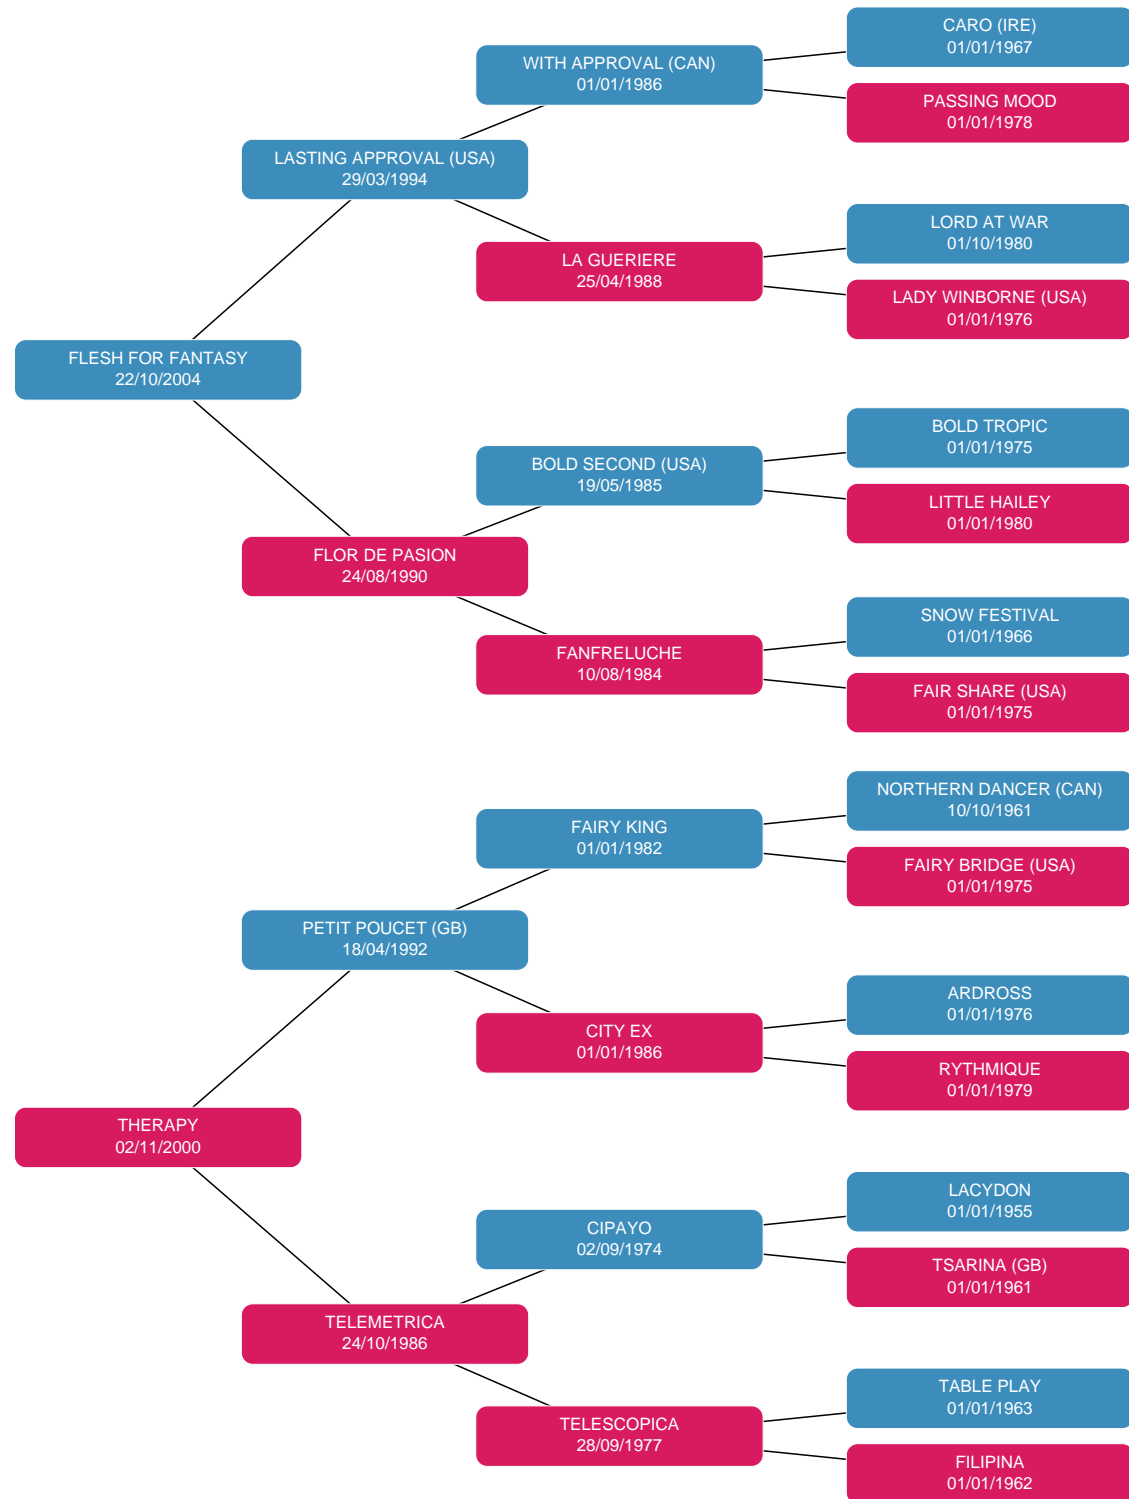 CARO (IRE)
01/01/1967
WITH APPROVAL (CAN)
01/01/1986
PASSING MOOD
01/01/1978
LASTING APPROVAL (USA)
29/03/1994
LORD AT WAR
01/10/1980
LA GUERIERE
25/04/1988
LADY WINBORNE (USA)
01/01/1976
FLESH FOR FANTASY
22/10/2004
BOLD TROPIC
01/01/1975
BOLD SECOND (USA)
19/05/1985
LITTLE HAILEY
01/01/1980
FLOR DE PASION
24/08/1990
SNOW FESTIVAL
01/01/1966
FANFRELUCHE
10/08/1984
FAIR SHARE (USA)
01/01/1975
NORTHERN DANCER (CAN)
10/10/1961
FAIRY KING
01/01/1982
FAIRY BRIDGE (USA)
01/01/1975
PETIT POUCET (GB)
18/04/1992
ARDROSS
01/01/1976
CITY EX
01/01/1986
RYTHMIQUE
01/01/1979
THERAPY
02/11/2000
LACYDON
01/01/1955
CIPAYO
02/09/1974
TSARINA (GB)
01/01/1961
TELEMETRICA
24/10/1986
TABLE PLAY
01/01/1963
TELESCOPICA
28/09/1977
FILIPINA
01/01/1962